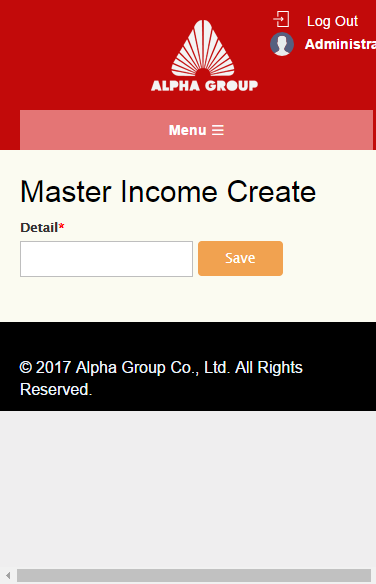 Log Out
Administra
ALPHA GROUP
Menu
Master Income Create
Detail*
Save
© 2017 Alpha Group Co., Ltd. All Rights
Reserved.